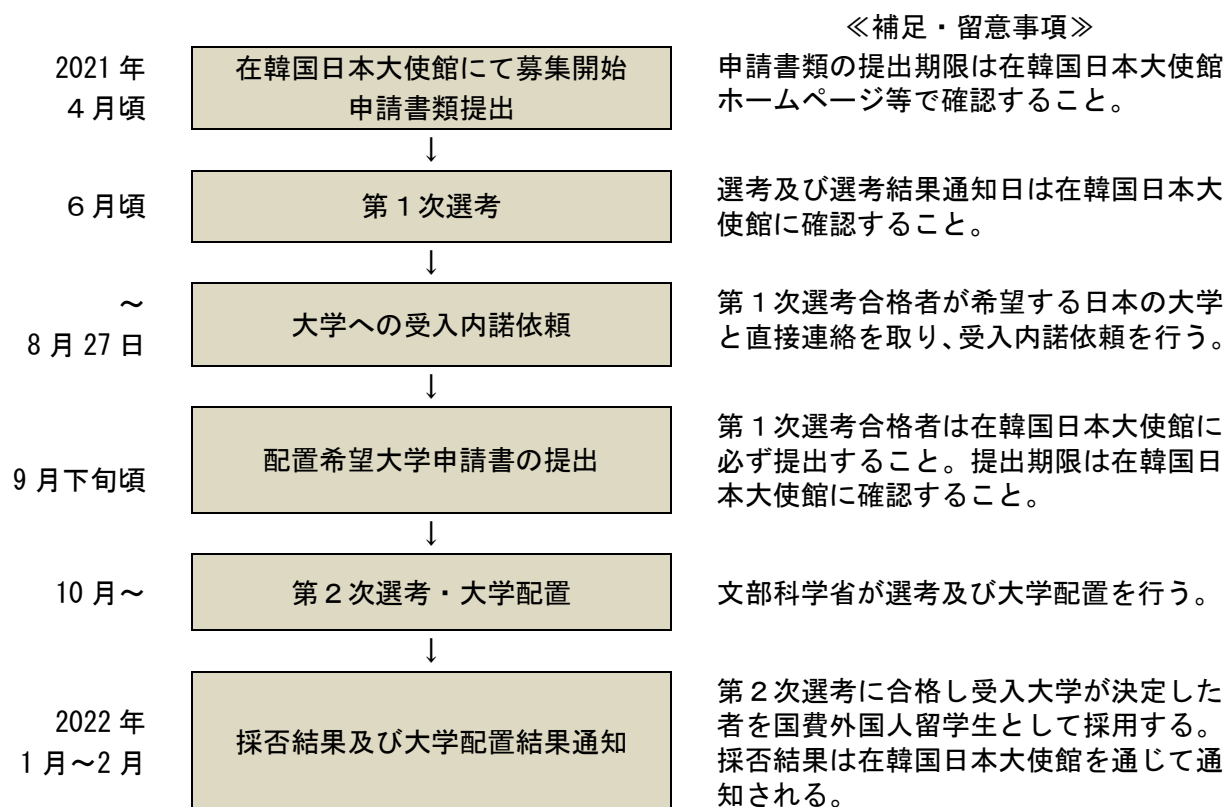 ≪補足・留意事項≫
2021 年
４月頃
在韓国日本大使館にて募集開始
申請書類提出
申請書類の提出期限は在韓国日本大使館
ホームページ等で確認すること。
↓
６月頃
第１次選考
選考及び選考結果通知日は在韓国日本大
使館に確認すること。
↓
～
8 月 27 日
大学への受入内諾依頼
第１次選考合格者が希望する日本の大学
と直接連絡を取り、受入内諾依頼を行う。
↓
9 月下旬頃
配置希望大学申請書の提出
第１次選考合格者は在韓国日本大使館に
必ず提出すること。提出期限は在韓国日
本大使館に確認すること。
↓
10 月～
第２次選考・大学配置
文部科学省が選考及び大学配置を行う。
↓
2022 年
1 月～2 月
採否結果及び大学配置結果通知
第２次選考に合格し受入大学が決定した
者を国費外国人留学生として採用する。
採否結果は在韓国日本大使館を通じて通
知される。